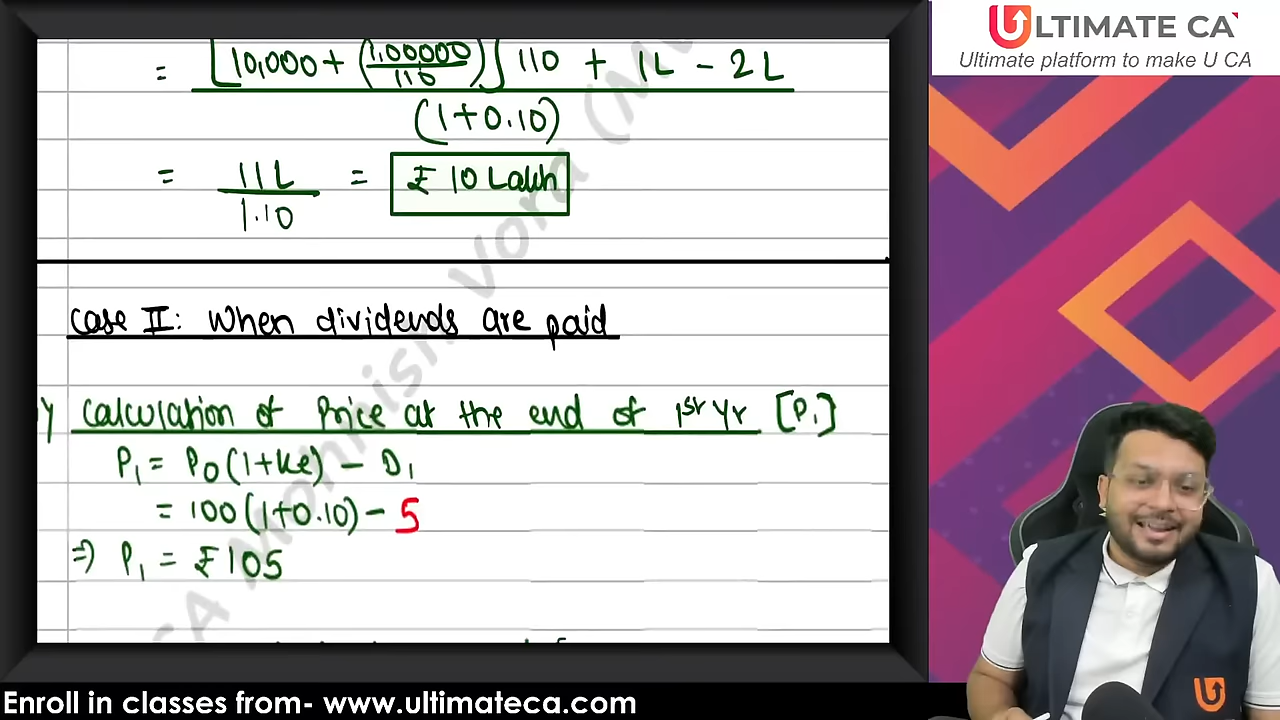 = [10,000 + (1,00000/110)] 110 + 1L - 2L
(1+0.10)
= 11L / 1.10 = ₹ 10 Lakh
Case II: When dividends are paid
Calculation of Price at the end of 1st Yr [P₁]
P₁ = P0 (1+Ke) - D₁
= 100 (1+0.10) - 5
⇒ P₁ = ₹105
CA Monish Vora
ULTIMATE CA
Ultimate platform to make U CA
Enroll in classes from- www.ultimateca.com